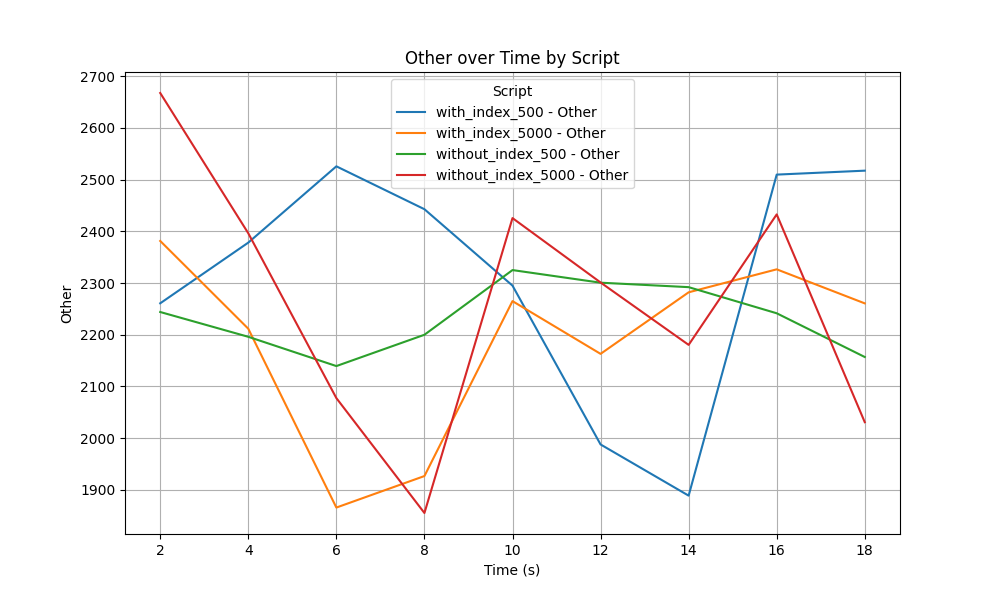 Other over Time by Script
Script
with_index_500 - Other
with_index_5000 - Other
without_index_500 - Other
without_index_5000 - Other
2700
2600
2500
2400
2300
2200
2100
2000
1900
Other
2 4 6 8 10 12 14 16 18
Time (s)